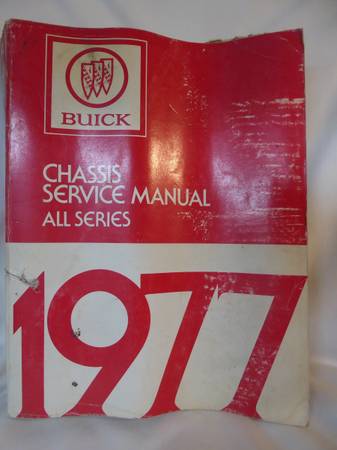 BUICK
CHASSIS
SERVICE MANUAL
ALL SERIES
1977